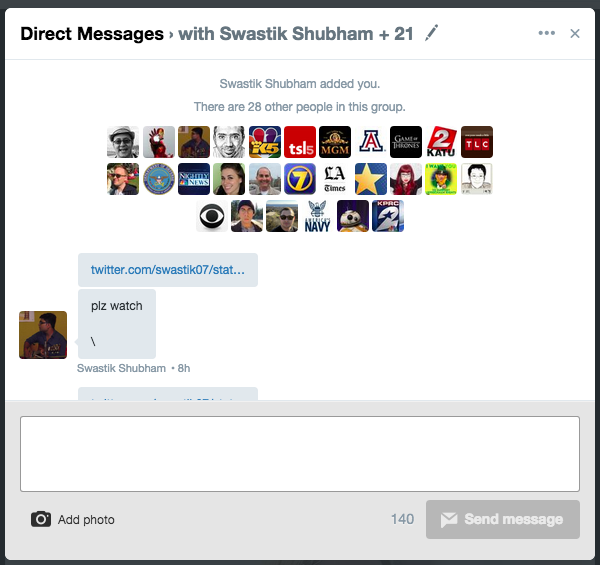 Direct Messages › with Swastik Shubham + 21
Swastik Shubham added you.
There are 28 other people in this group.
K5
tsl5
MGM
A
GAME OF THRONES
2
KATU
TLC
NIGHTLY NEWS
7
LA Times
AMERICA'S NAVY
KPRC
2
twitter.com/swastik07/stat...
plz watch
\
Swastik Shubham • 8h
Add photo
140
Send message